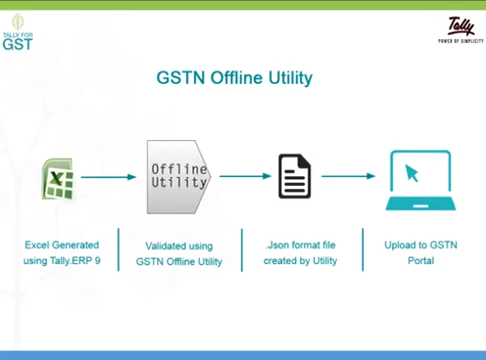 TALLY FOR
GST
Tally
POWER OF SIMPLICITY
GSTN Offline Utility
Offline
Utility
Excel Generated
using Tally.ERP 9
Validated using
GSTN Offline Utility
.Json format file
created by Utility
Upload to GSTN
Portal